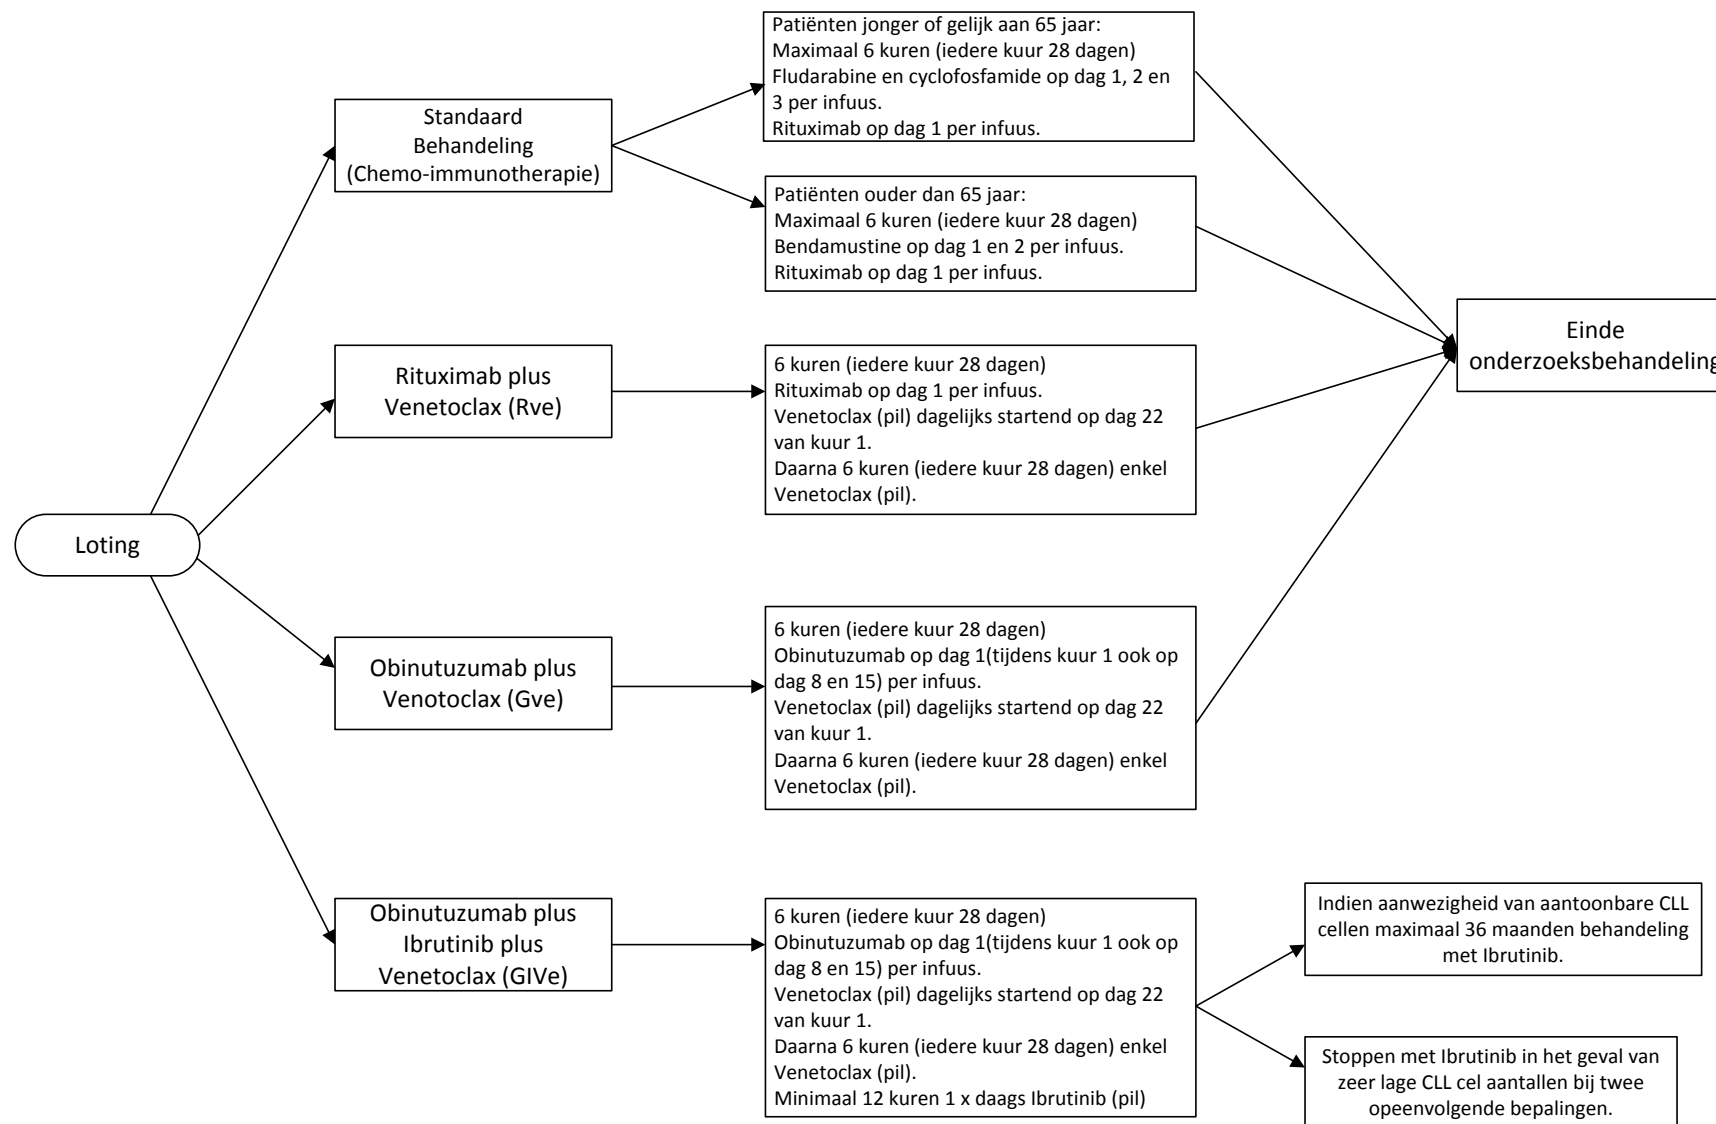 Loting
Standaard
Behandeling
(Chemo-immunotherapie)
Patiënten jonger of gelijk aan 65 jaar:
Maximaal 6 kuren (iedere kuur 28 dagen)
Fludarabine en cyclofosfamide op dag 1, 2 en
3 per infuus.
Rituximab op dag 1 per infuus.
Patiënten ouder dan 65 jaar:
Maximaal 6 kuren (iedere kuur 28 dagen)
Bendamustine op dag 1 en 2 per infuus.
Rituximab op dag 1 per infuus.
Rituximab plus
Venetoclax (Rve)
6 kuren (iedere kuur 28 dagen)
Rituximab op dag 1 per infuus.
Venetoclax (pil) dagelijks startend op dag 22
van kuur 1.
Daarna 6 kuren (iedere kuur 28 dagen) enkel
Venetoclax (pil).
Obinutuzumab plus
Venotoclax (Gve)
6 kuren (iedere kuur 28 dagen)
Obinutuzumab op dag 1(tijdens kuur 1 ook op
dag 8 en 15) per infuus.
Venetoclax (pil) dagelijks startend op dag 22
van kuur 1.
Daarna 6 kuren (iedere kuur 28 dagen) enkel
Venetoclax (pil).
Einde
onderzoeksbehandeling
Obinutuzumab plus
Ibrutinib plus
Venetoclax (GIVe)
6 kuren (iedere kuur 28 dagen)
Obinutuzumab op dag 1(tijdens kuur 1 ook op
dag 8 en 15) per infuus.
Venetoclax (pil) dagelijks startend op dag 22
van kuur 1.
Daarna 6 kuren (iedere kuur 28 dagen) enkel
Venetoclax (pil).
Minimaal 12 kuren 1 x daags Ibrutinib (pil)
Indien aanwezigheid van aantoonbare CLL
cellen maximaal 36 maanden behandeling
met Ibrutinib.
Stoppen met Ibrutinib in het geval van
zeer lage CLL cel aantallen bij twee
opeenvolgende bepalingen.